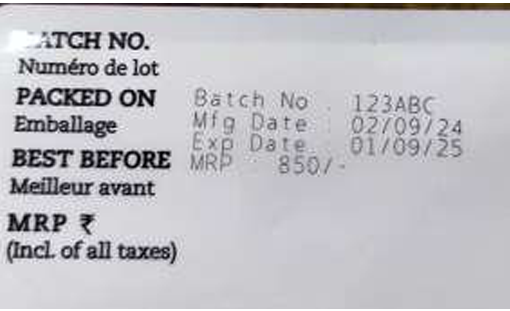 BATCH NO.
Numéro de lot
PACKED ON
Emballage
BEST BEFORE
Meilleur avant
MRP ₹
(Incl. of all taxes)
Batch No : 123ABC
Mfg Date : 02/09/24
Exp Date : 01/09/25
MRP : 850/-